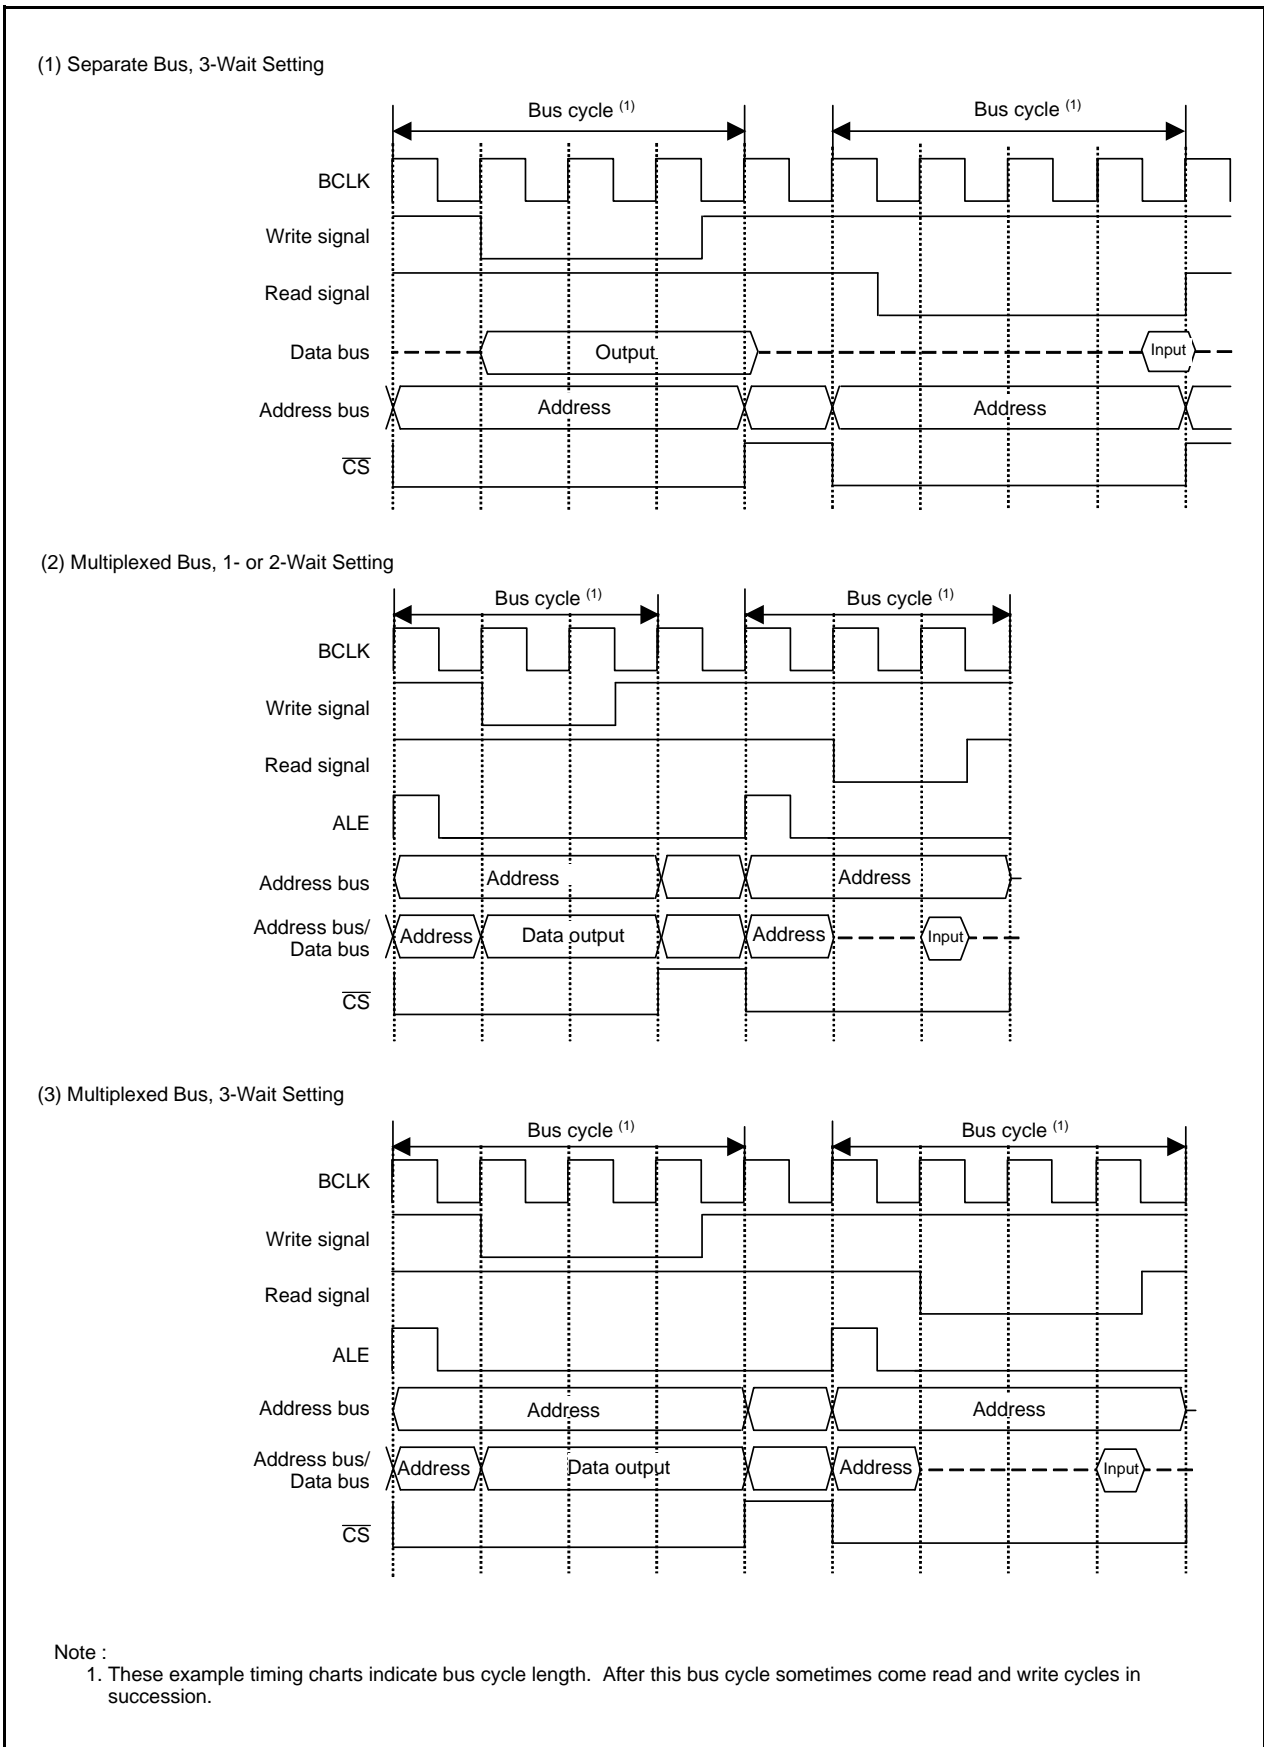 (1) Separate Bus, 3-Wait Setting
Bus cycle (1) Bus cycle (1)
BCLK
Write signal
Read signal
Data bus Output Input
Address bus Address Address
CS
(2) Multiplexed Bus, 1- or 2-Wait Setting
Bus cycle (1) Bus cycle (1)
BCLK
Write signal
Read signal
ALE
Address bus Address Address
Address bus/
Data bus Address Data output Address Input
CS
(3) Multiplexed Bus, 3-Wait Setting
Bus cycle (1) Bus cycle (1)
BCLK
Write signal
Read signal
ALE
Address bus Address Address
Address bus/
Data bus Address Data output Address Input
CS
Note :
1. These example timing charts indicate bus cycle length. After this bus cycle sometimes come read and write cycles in
succession.